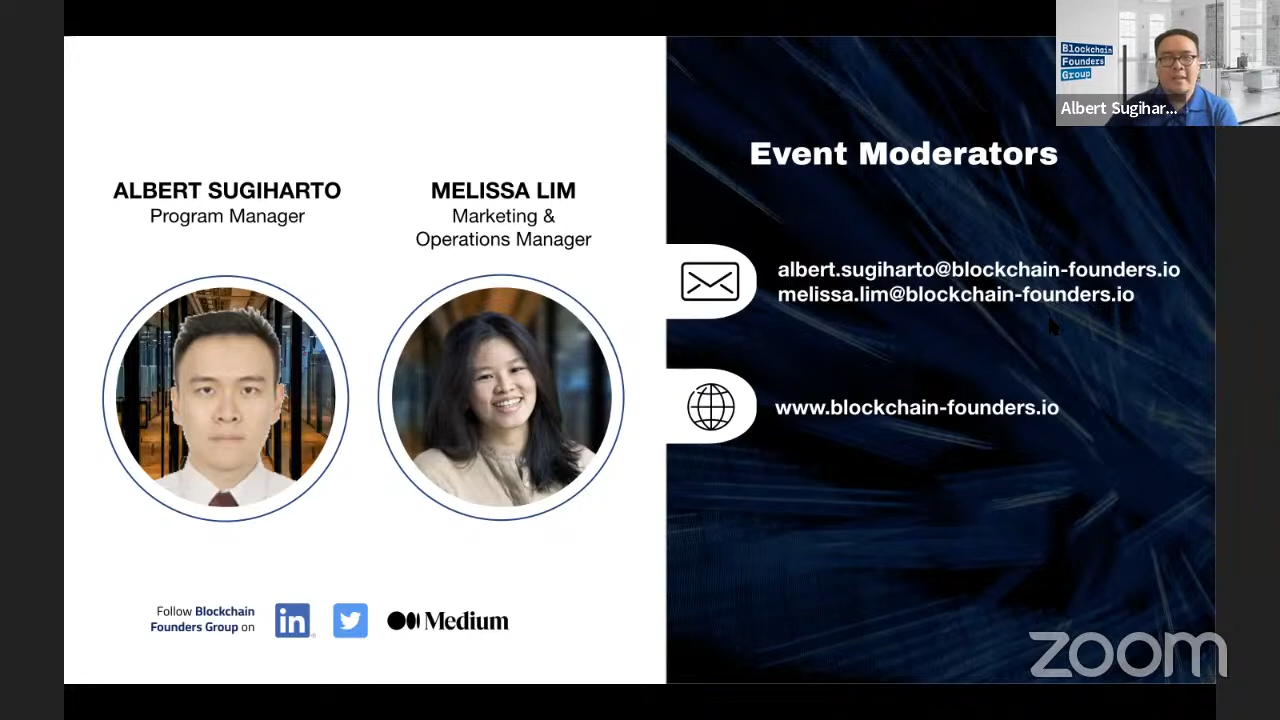 Blockchain
Founders
Group
Albert Sugihar...
Event Moderators
ALBERT SUGIHARTO
Program Manager
MELISSA LIM
Marketing &
Operations Manager
albert.sugiharto@blockchain-founders.io
melissa.lim@blockchain-founders.io
www.blockchain-founders.io
Follow Blockchain
Founders Group on
in
Medium
zoom